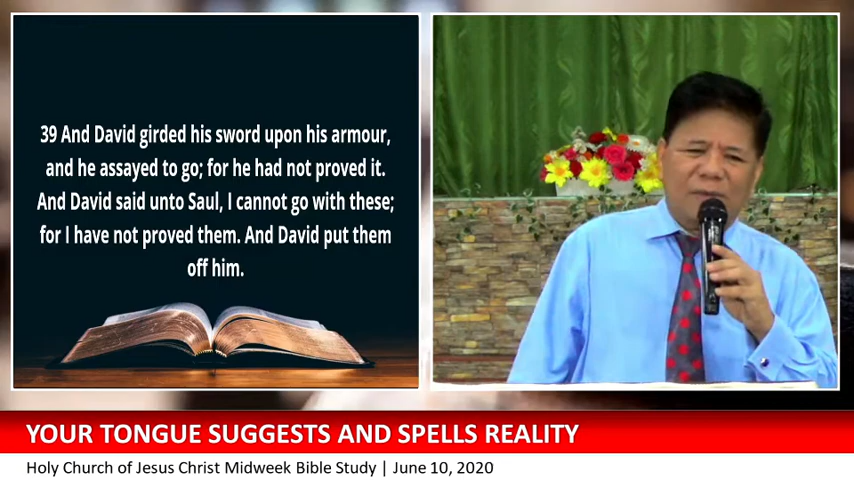 39 And David girded his sword upon his armour,
and he assayed to go; for he had not proved it.
And David said unto Saul, I cannot go with these;
for I have not proved them. And David put them
off him.
YOUR TONGUE SUGGESTS AND SPELLS REALITY
Holy Church of Jesus Christ Midweek Bible Study | June 10, 2020